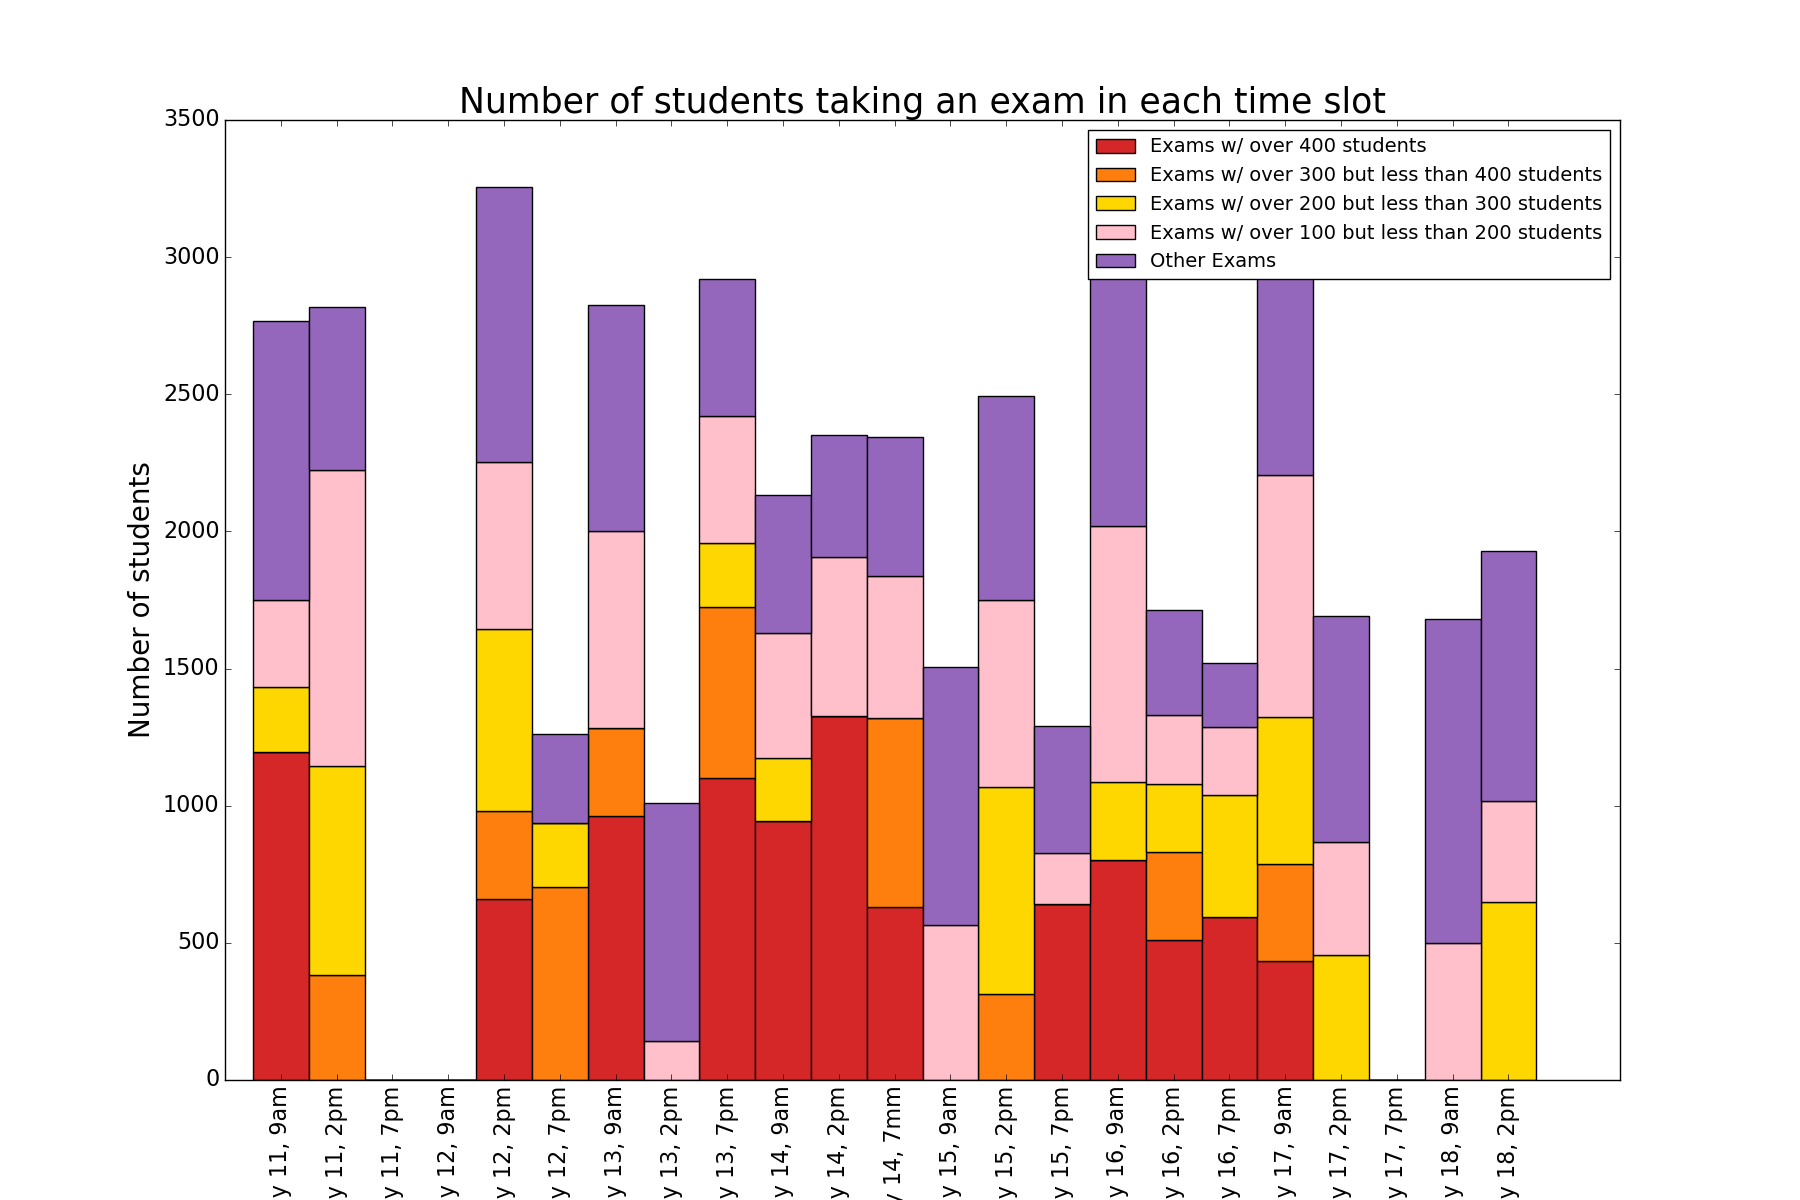 Number of students taking an exam in each time slot
3500
3000
2500
2000
1500
1000
500
0
Number of students
Exams w/ over 400 students
Exams w/ over 300 but less than 400 students
Exams w/ over 200 but less than 300 students
Exams w/ over 100 but less than 200 students
Other Exams
y 11, 9am
y 11, 2pm
y 11, 7pm
y 12, 9am
y 12, 2pm
y 12, 7pm
y 13, 9am
y 13, 2pm
y 13, 7pm
y 14, 9am
y 14, 2pm
y 14, 7mm
y 15, 9am
y 15, 2pm
y 15, 7pm
y 16, 9am
y 16, 2pm
y 16, 7pm
y 17, 9am
y 17, 2pm
y 17, 7pm
y 18, 9am
y 18, 2pm